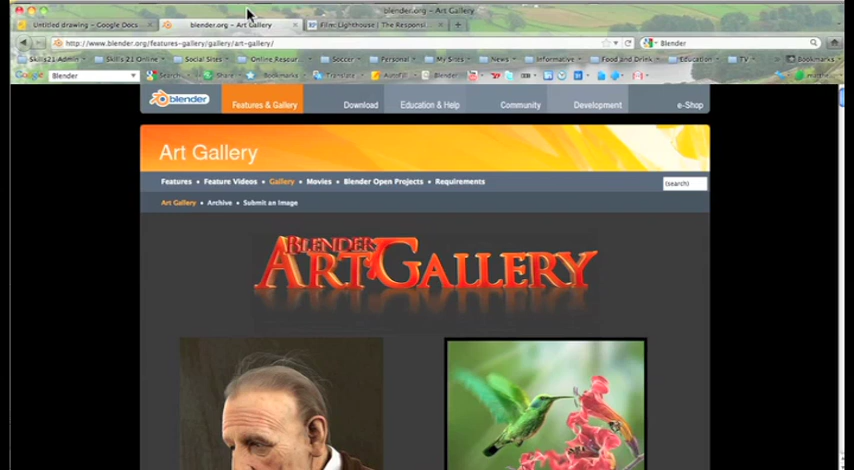 blender.org – Art Gallery
Untitled drawing – Google Docs
blender.org – Art Gallery
Film: Lighthouse | The Responsi...
http://www.blender.org/features-gallery/gallery/art-gallery/
Blender
Skills21 Admin
Skills 21 Online
Social Sites
Online Resour...
Soccer
Personal
My Sites
News
Informative
Food and Drink
Education
TV
Google
Blender
Search
Share
Bookmarks
Translate
AutoFill
Blender
blender
Features & Gallery
Download
Education & Help
Community
Development
e-Shop
Art Gallery
Features • Feature Videos • Gallery • Movies • Blender Open Projects • Requirements
(search)
Art Gallery • Archive • Submit an Image
BLENDER
ARTGALLERY